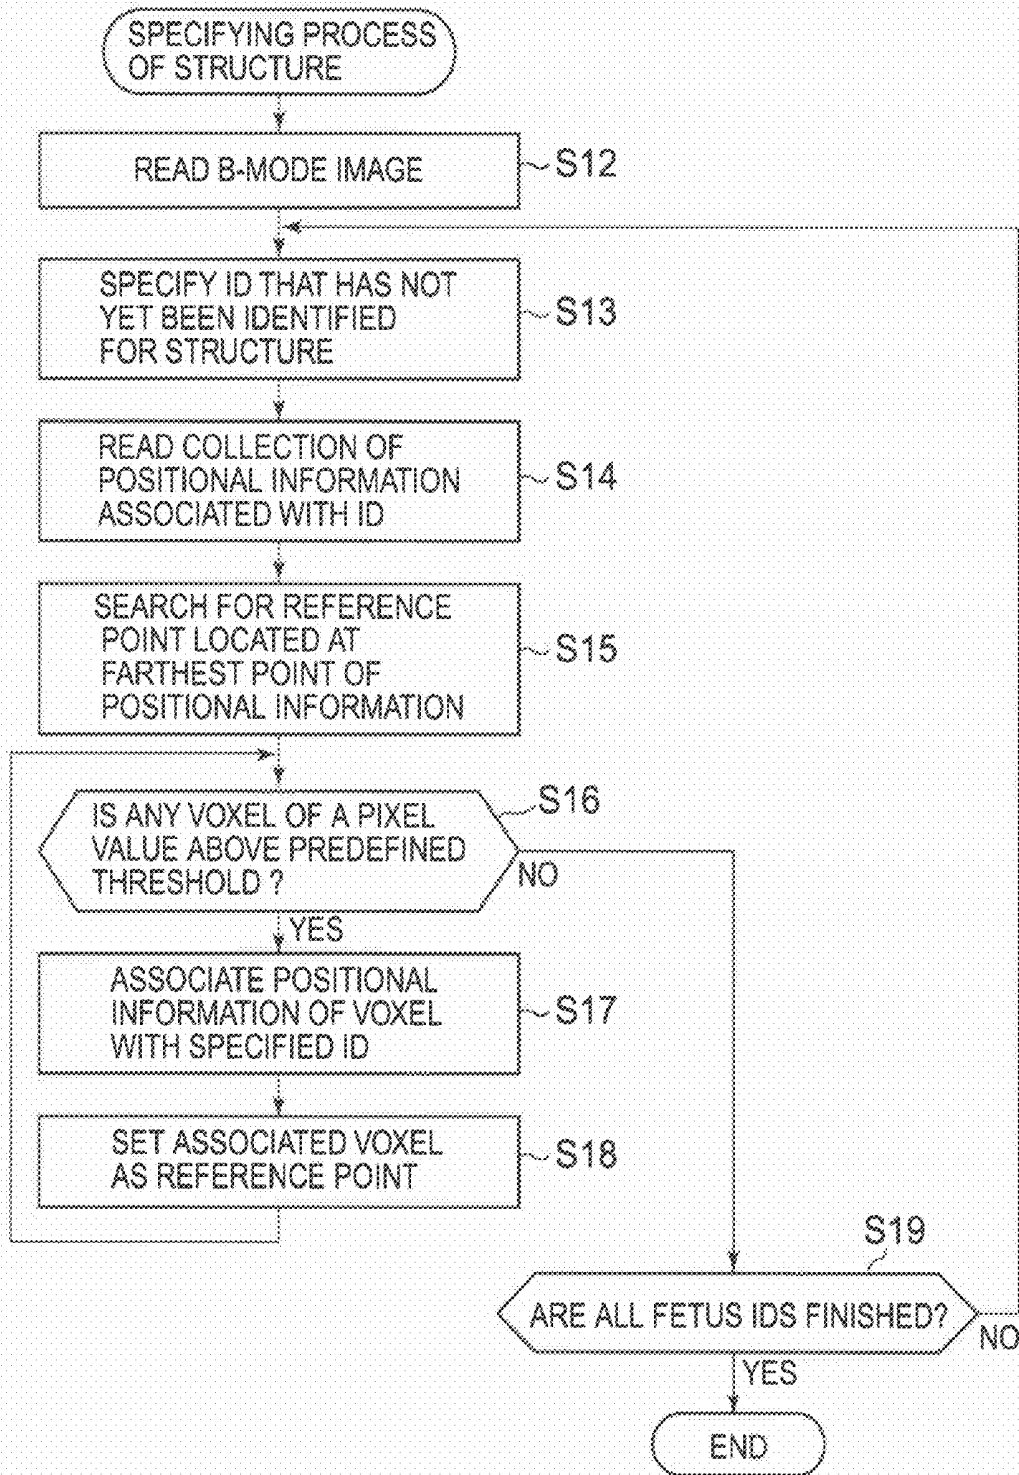 SPECIFYING PROCESS
OF STRUCTURE
READ B-MODE IMAGE
S12
SPECIFY ID THAT HAS NOT
YET BEEN IDENTIFIED
FOR STRUCTURE
S13
READ COLLECTION OF
POSITIONAL INFORMATION
ASSOCIATED WITH ID
S14
SEARCH FOR REFERENCE
POINT LOCATED AT
FARTHEST POINT OF
POSITIONAL INFORMATION
S15
IS ANY VOXEL OF A PIXEL
VALUE ABOVE PREDEFINED
THRESHOLD ?
S16
NO
YES
ASSOCIATE POSITIONAL
INFORMATION OF VOXEL
WITH SPECIFIED ID
S17
SET ASSOCIATED VOXEL
AS REFERENCE POINT
S18
S19
ARE ALL FETUS IDS FINISHED?
NO
YES
END